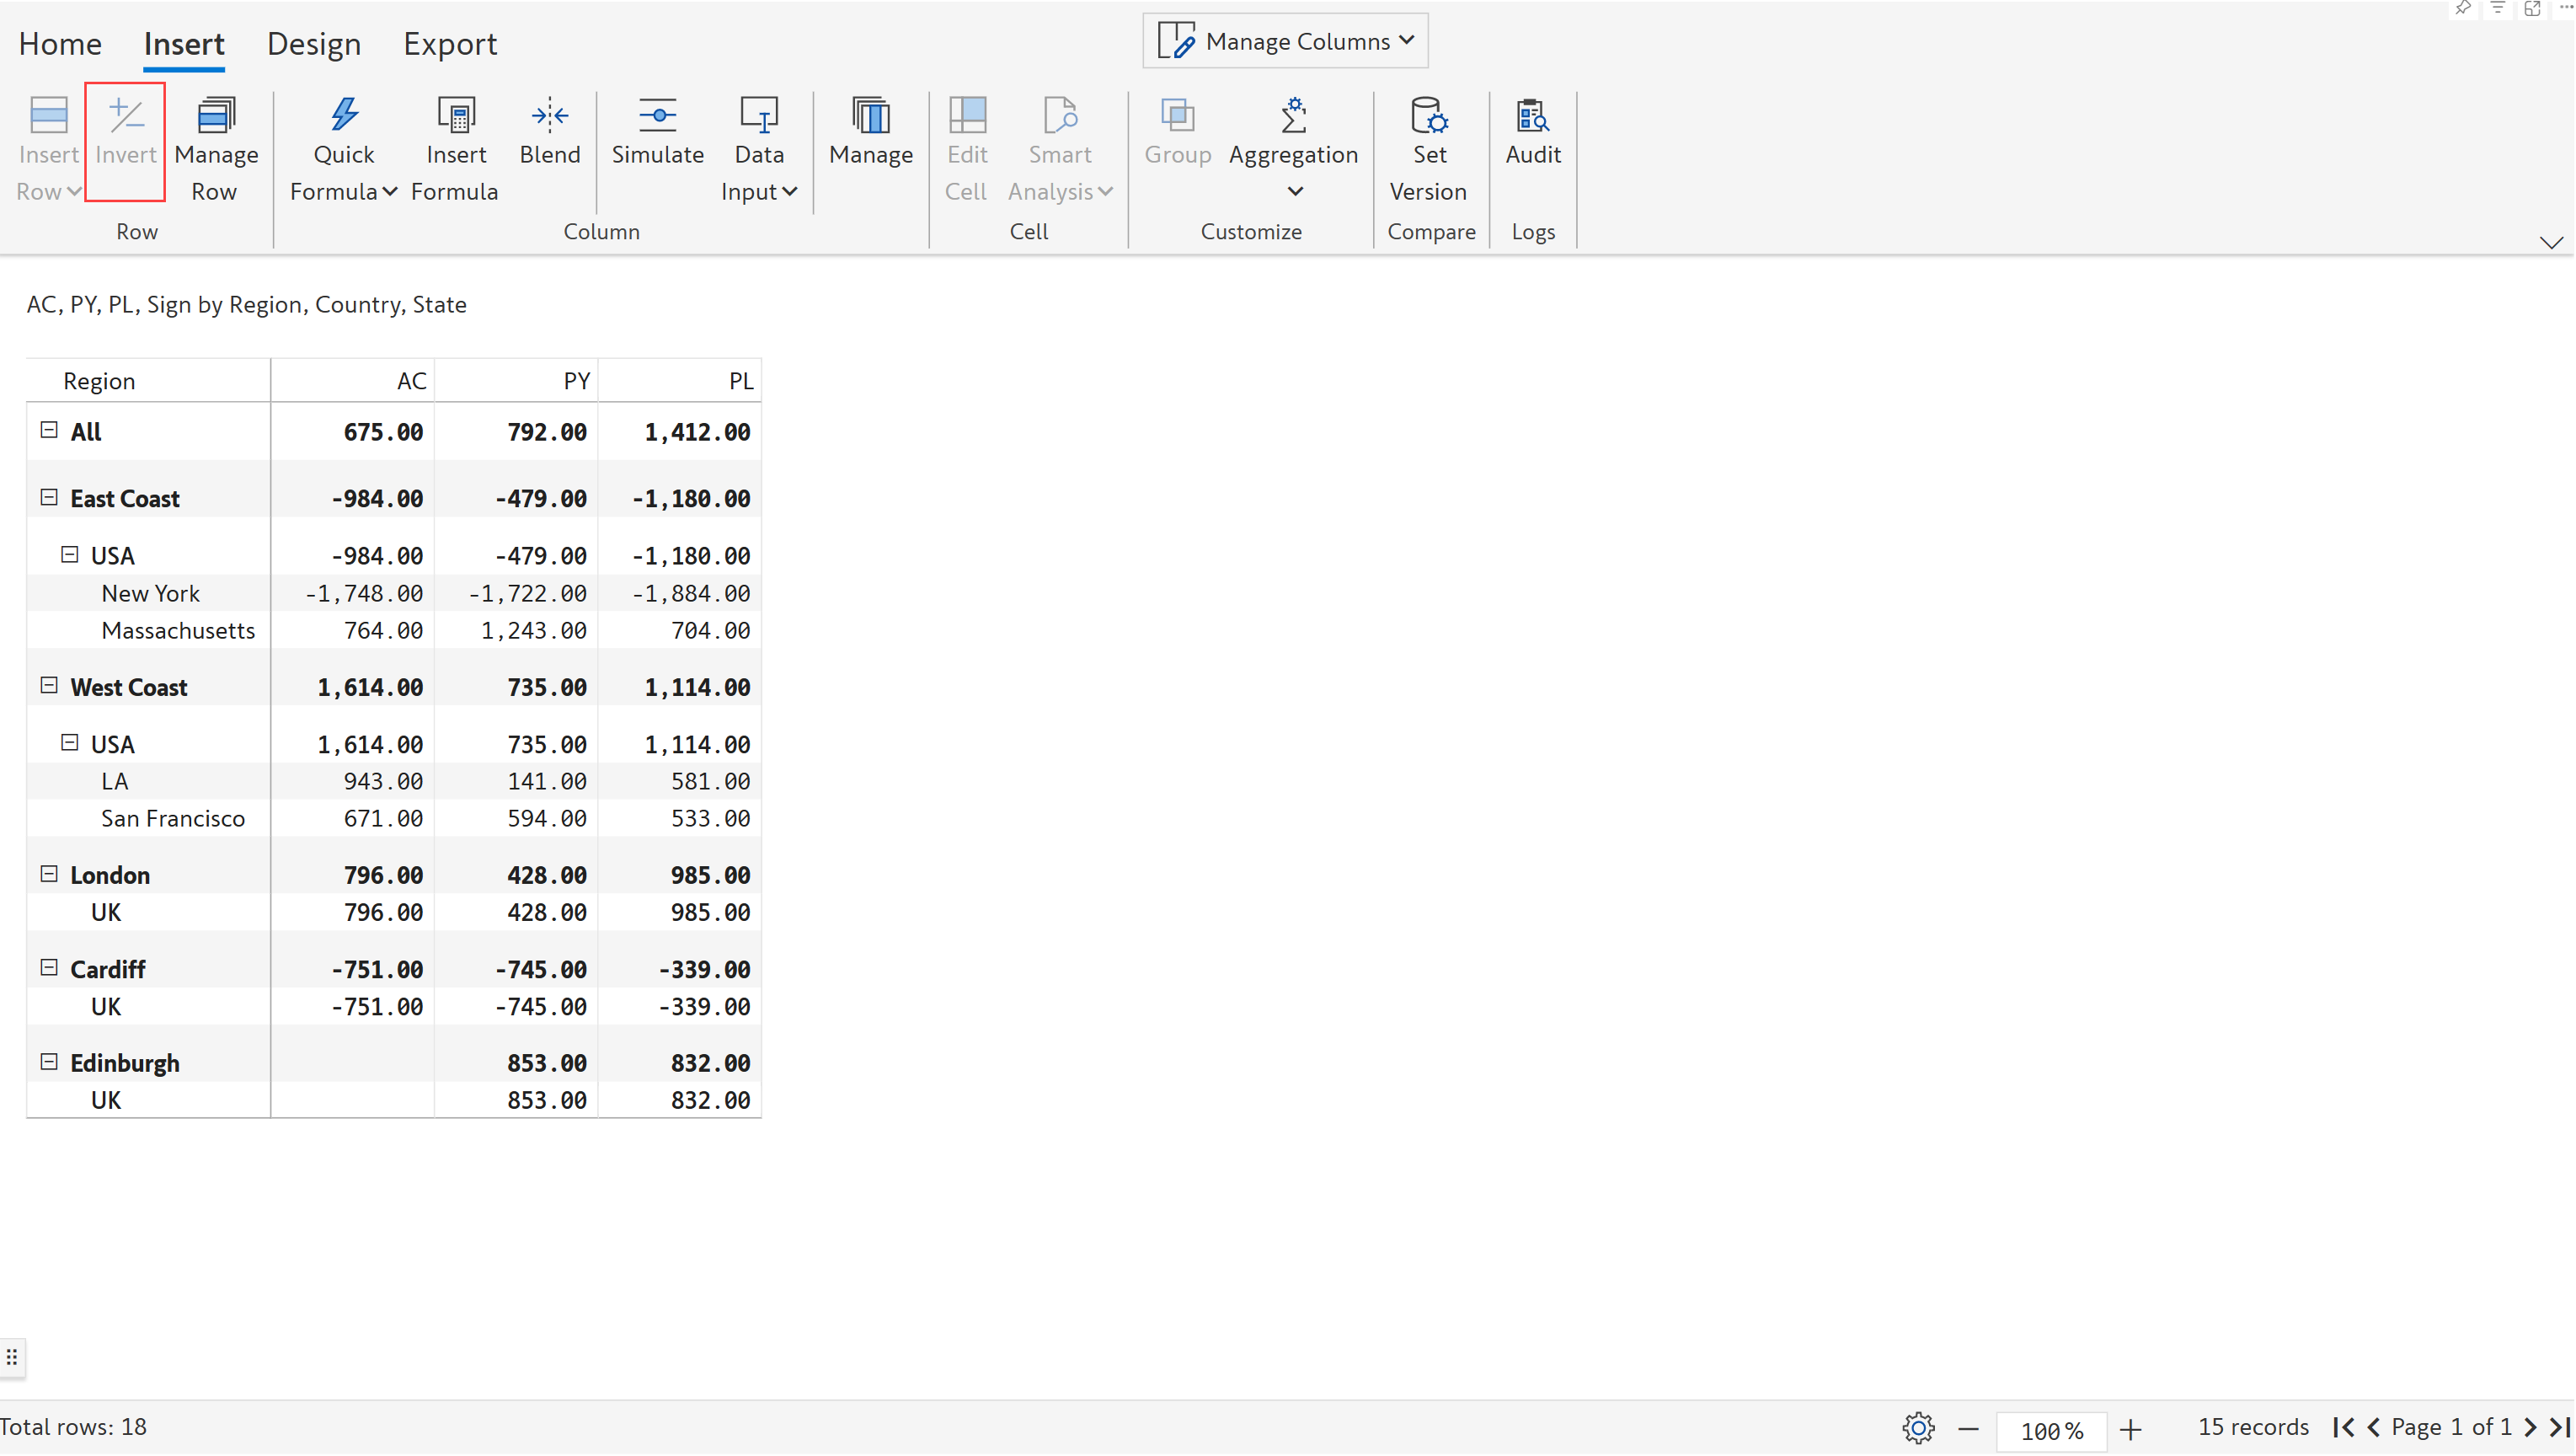 Home Insert Design Export Manage Columns
Insert Row Invert Manage Row Quick Formula Insert Formula Blend Simulate Data Input Manage Edit Cell Smart Analysis Group Aggregation Set Version Audit
Row Column Cell Customize Compare Logs
AC, PY, PL, Sign by Region, Country, State
Region AC PY PL
All 675.00 792.00 1,412.00
East Coast -984.00 -479.00 -1,180.00
USA -984.00 -479.00 -1,180.00
New York -1,748.00 -1,722.00 -1,884.00
Massachusetts 764.00 1,243.00 704.00
West Coast 1,614.00 735.00 1,114.00
USA 1,614.00 735.00 1,114.00
LA 943.00 141.00 581.00
San Francisco 671.00 594.00 533.00
London 796.00 428.00 985.00
UK 796.00 428.00 985.00
Cardiff -751.00 -745.00 -339.00
UK -751.00 -745.00 -339.00
Edinburgh 853.00 832.00
UK 853.00 832.00
Total rows: 18 100% 15 records Page 1 of 1